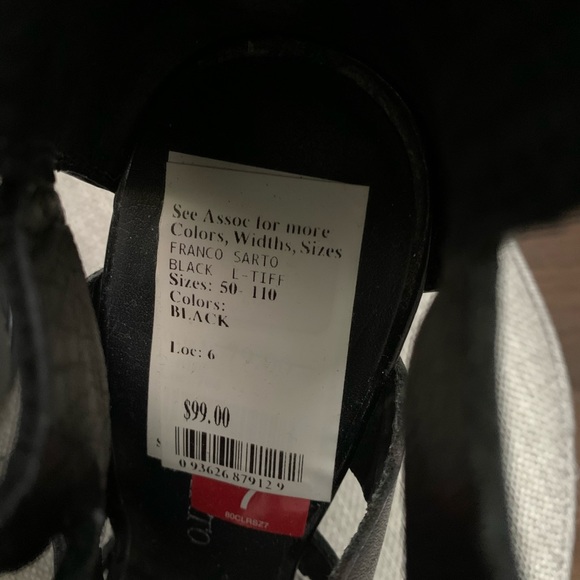 See Assoc for more
Colors, Widths, Sizes
FRANCO SARTO
BLACK L-TIFF
Sizes: 50- 110
Colors:
BLACK
Loc: 6
$99.00
S
0 93626 87912 9
7
80CLRS27